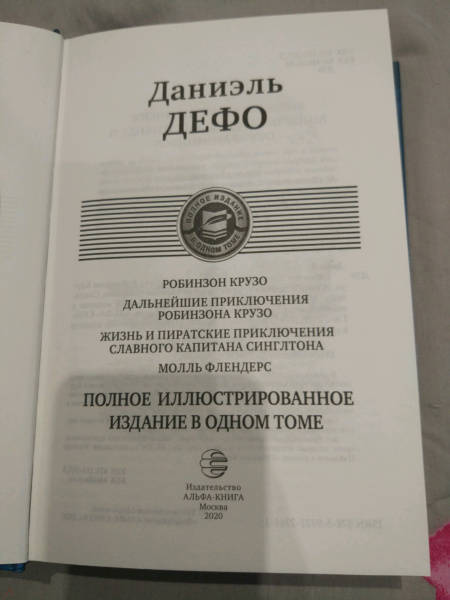 Даниэль
ДЕФО
ПОЛНОЕ ИЗДАНИЕ
В ОДНОМ ТОМЕ
РОБИНЗОН КРУЗО
ДАЛЬНЕЙШИЕ ПРИКЛЮЧЕНИЯ
РОБИНЗОНА КРУЗО
ЖИЗНЬ И ПИРАТСКИЕ ПРИКЛЮЧЕНИЯ
СЛАВНОГО КАПИТАНА СИНГЛТОНА
МОЛЛЬ ФЛЕНДЕРС
ПОЛНОЕ ИЛЛЮСТРИРОВАННОЕ
ИЗДАНИЕ В ОДНОМ ТОМЕ
Издательство
АЛЬФА-КНИГА
Москва
2020